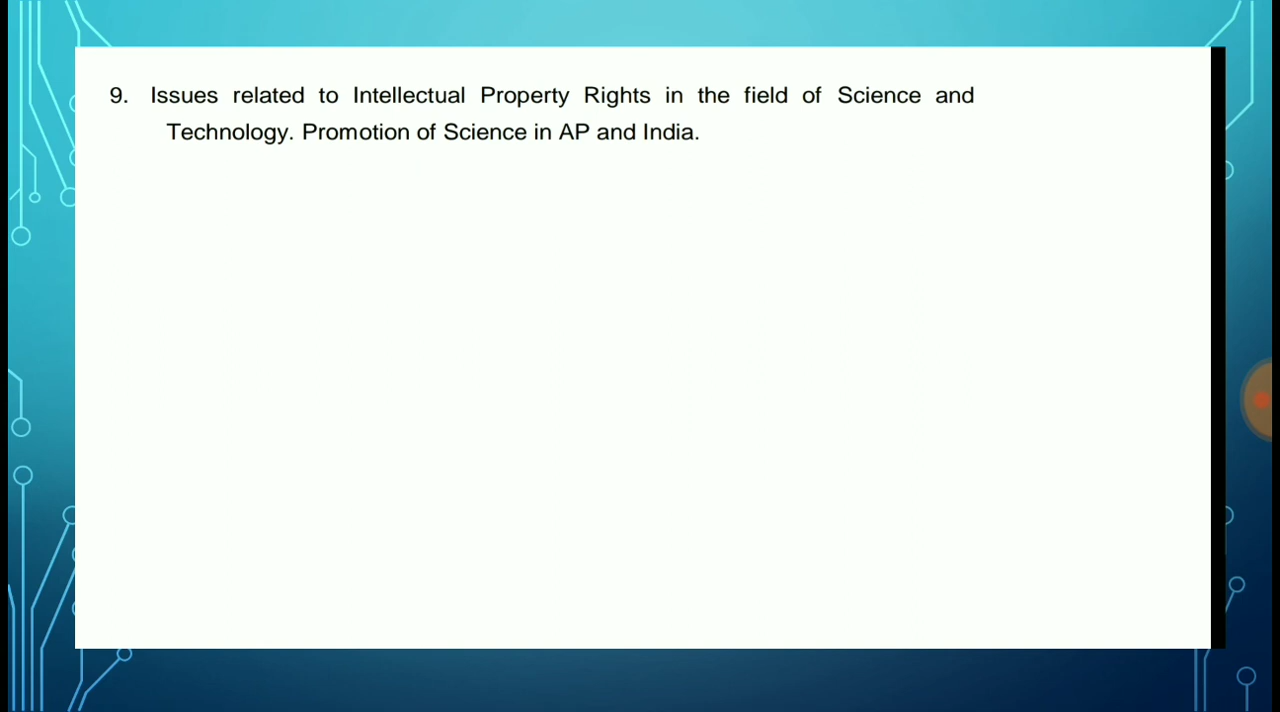 9. Issues related to Intellectual Property Rights in the field of Science and
Technology. Promotion of Science in AP and India.